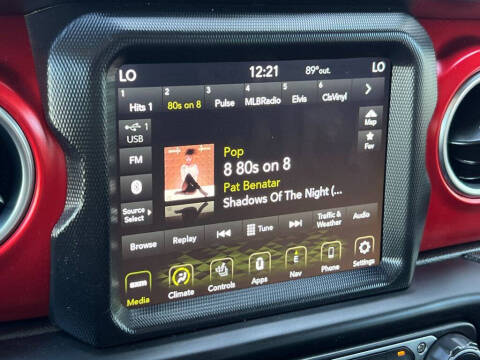 LO 12:21 89° out. LO
1 2 3 4 5 6
Hits 1 80s on 8 Pulse MLBRadio Elvis ClsVinyl
1
USB
Map
FM
Pop
Fav
8 80s on 8
Pat Benatar
Source
Select
Shadows Of The Night (...
Browse Replay Tune Traffic & Weather Audio
Media Climate Controls Apps Nav Phone Settings